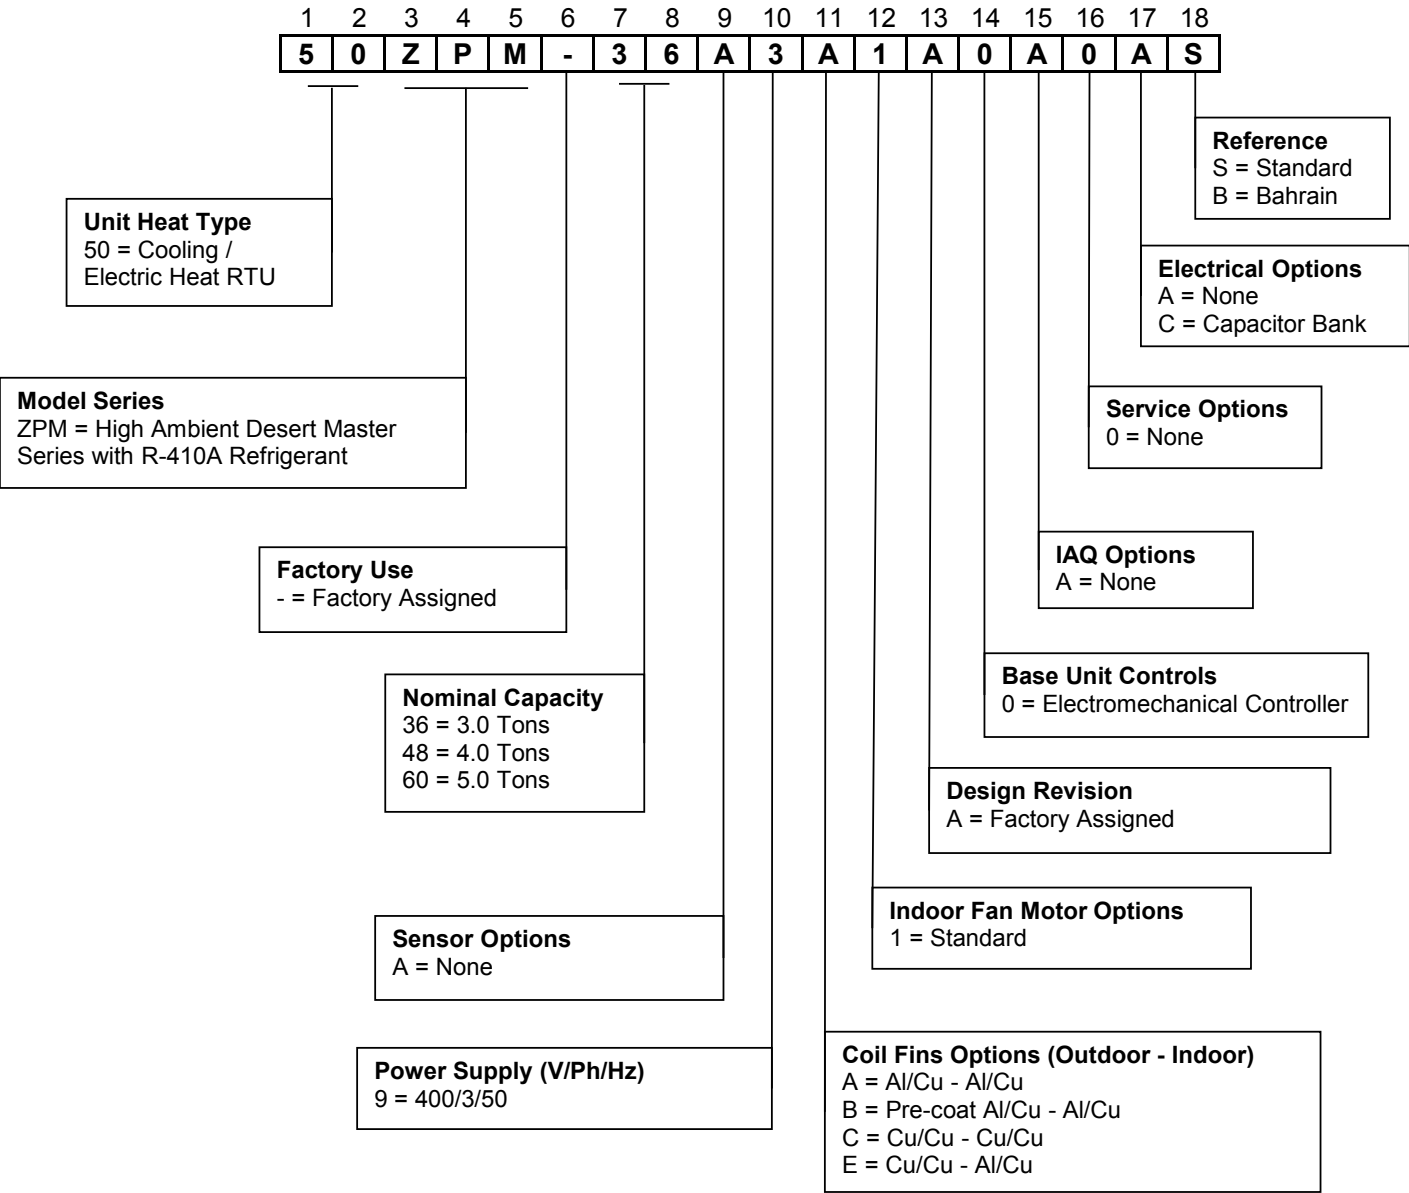 1 2 3 4 5 6 7 8 9 10 11 12 13 14 15 16 17 18
5 0 Z P M - 3 6 A 3 A 1 A 0 A 0 A S
Reference
S = Standard
B = Bahrain
Unit Heat Type
50 = Cooling /
Electric Heat RTU
Electrical Options
A = None
C = Capacitor Bank
Model Series
ZPM = High Ambient Desert Master
Series with R-410A Refrigerant
Service Options
0 = None
Factory Use
- = Factory Assigned
IAQ Options
A = None
Nominal Capacity
36 = 3.0 Tons
48 = 4.0 Tons
60 = 5.0 Tons
Base Unit Controls
0 = Electromechanical Controller
Design Revision
A = Factory Assigned
Sensor Options
A = None
Indoor Fan Motor Options
1 = Standard
Power Supply (V/Ph/Hz)
9 = 400/3/50
Coil Fins Options (Outdoor - Indoor)
A = Al/Cu - Al/Cu
B = Pre-coat Al/Cu - Al/Cu
C = Cu/Cu - Cu/Cu
E = Cu/Cu - Al/Cu